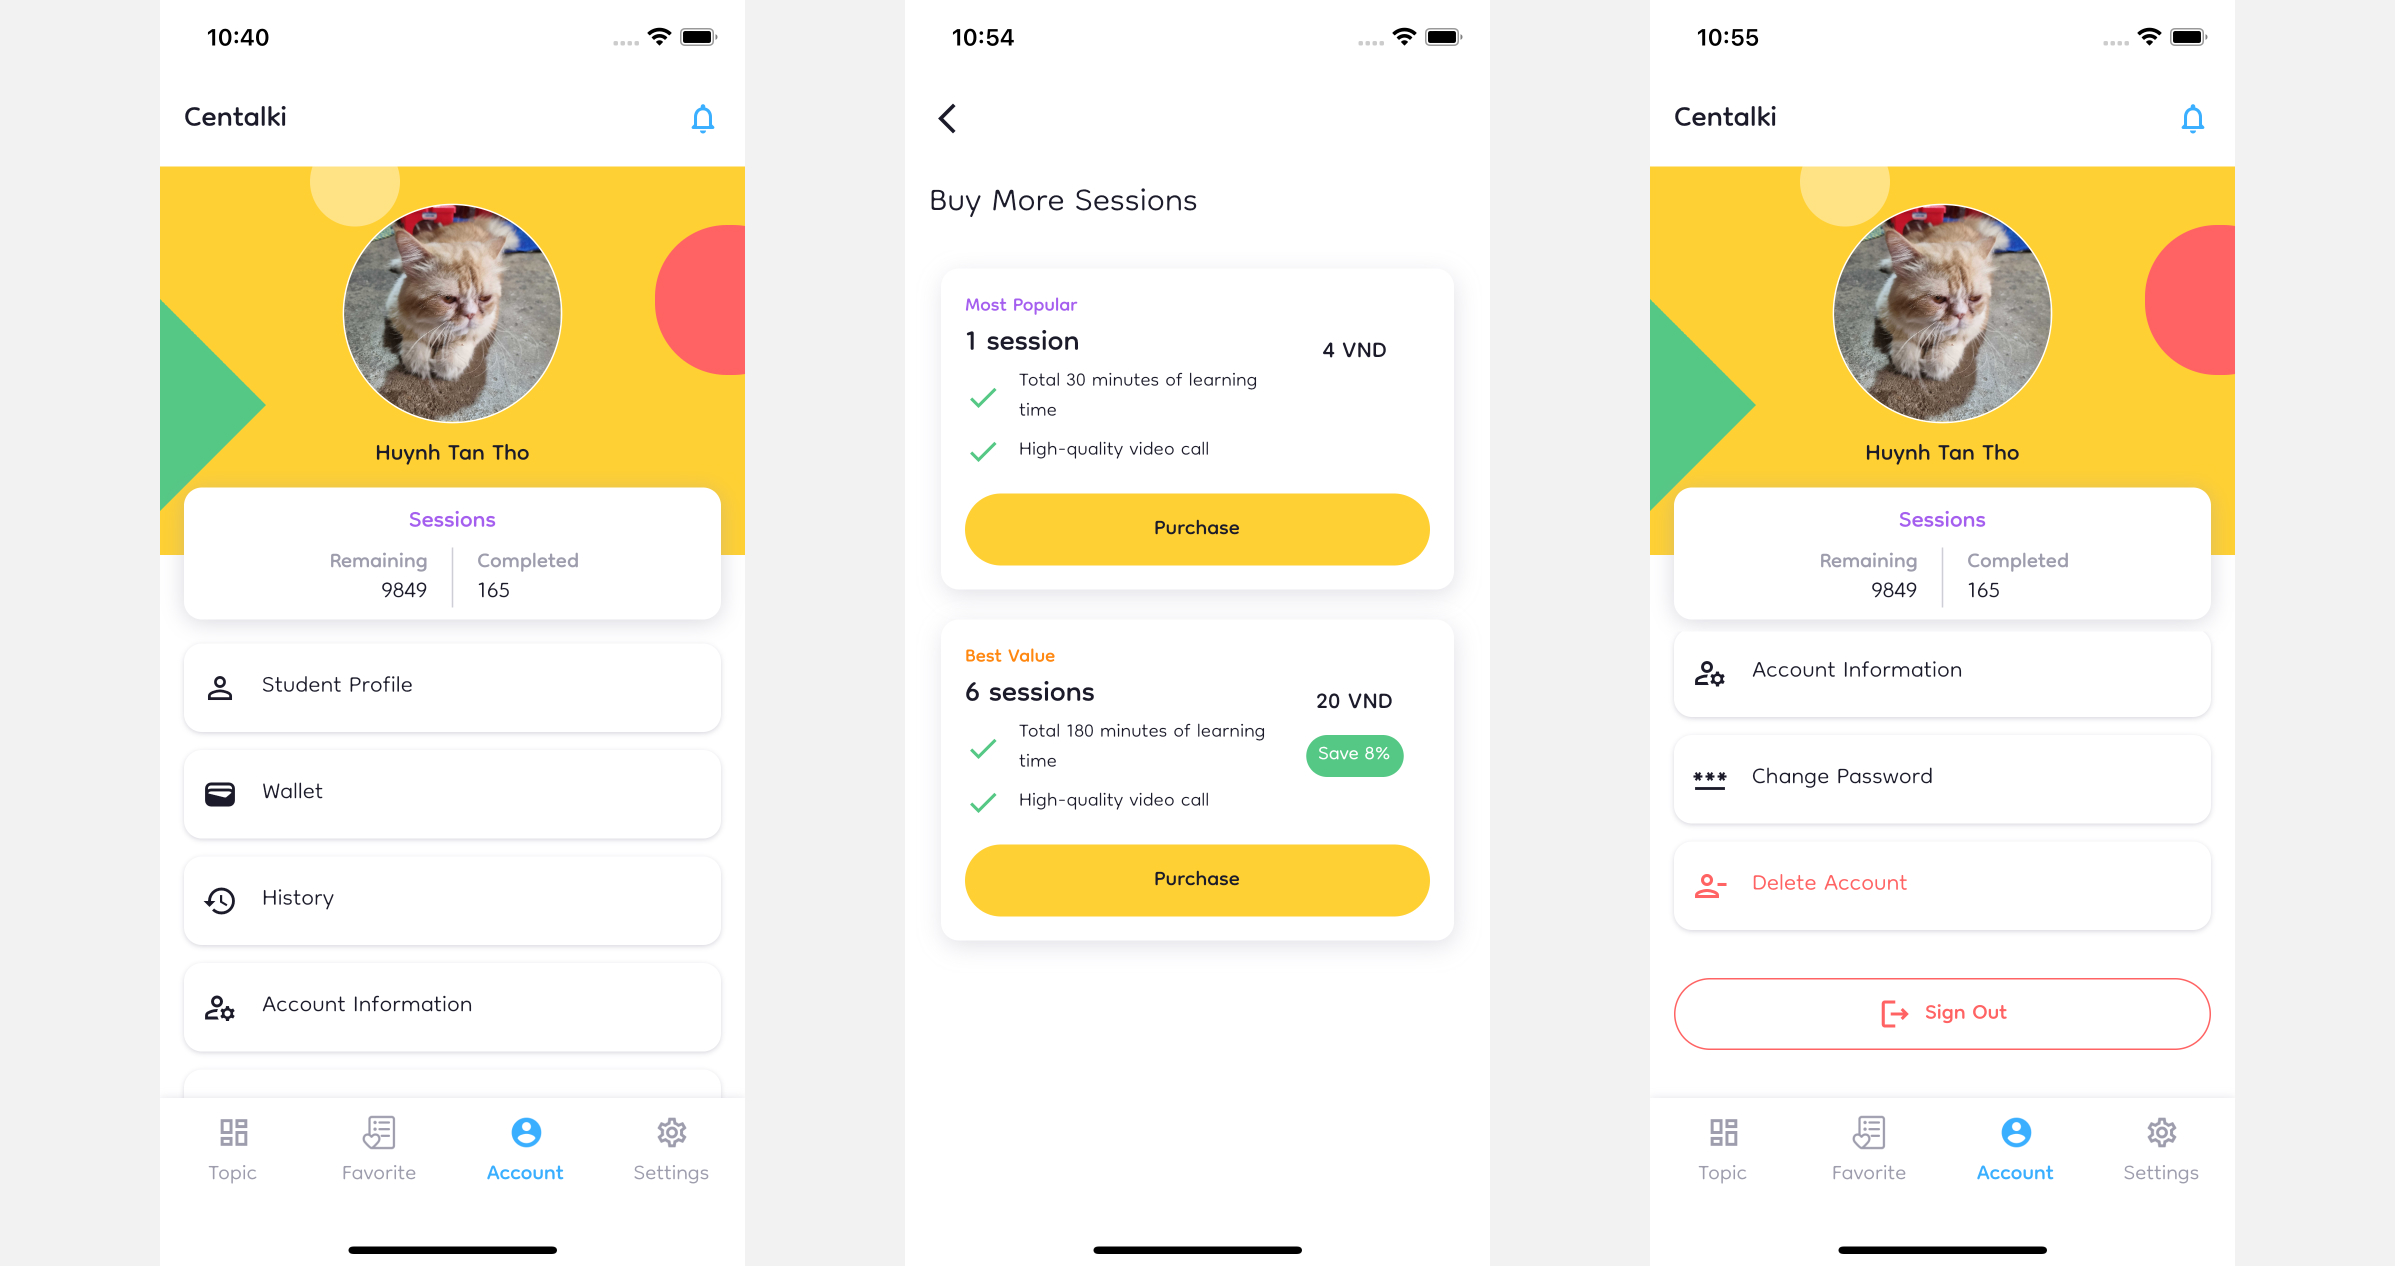 10:40
Centalki
Huynh Tan Tho
Sessions
Remaining
9849
Completed
165
Student Profile
Wallet
History
Account Information
Topic
Favorite
Account
Settings
10:54
Buy More Sessions
Most Popular
1 session
4 VND
Total 30 minutes of learning
time
High-quality video call
Purchase
Best Value
6 sessions
20 VND
Total 180 minutes of learning
time
Save 8%
High-quality video call
Purchase
10:55
Centalki
Huynh Tan Tho
Sessions
Remaining
9849
Completed
165
Account Information
Change Password
Delete Account
Sign Out
Topic
Favorite
Account
Settings